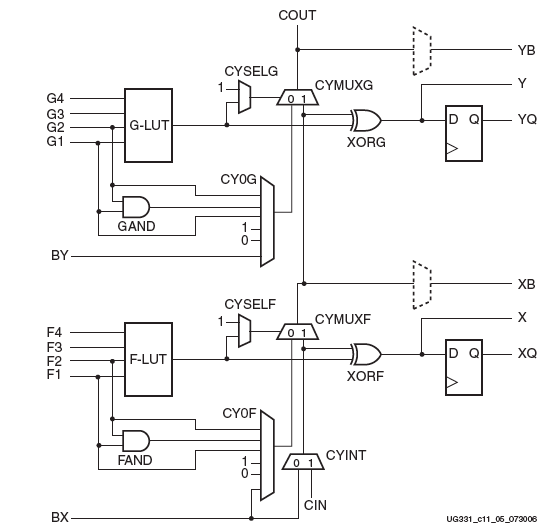 COUT
YB
CYSELG
1
CYMUXG
0 1
Y
G4
G3
G2
G1
G-LUT
D Q
YQ
XORG
CY0G
GAND
1
0
BY
XB
CYSELF
1
CYMUXF
0 1
X
F4
F3
F2
F1
F-LUT
D Q
XQ
XORF
CY0F
FAND
1
0
CYINT
0 1
CIN
BX
UG331_c11_05_073006